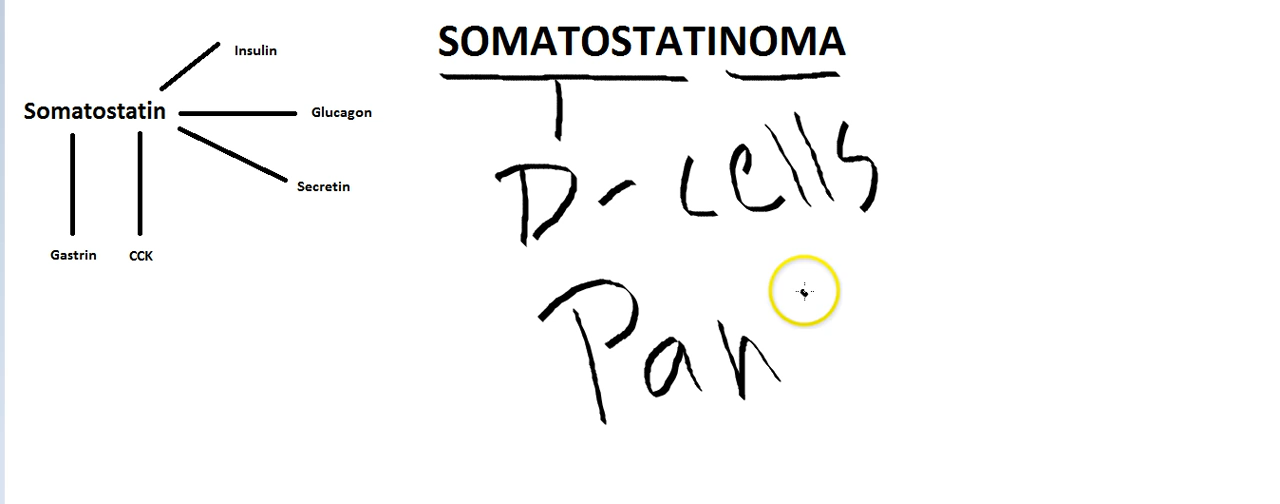 SOMATOSTATINOMA
Insulin
Somatostatin
Glucagon
Secretin
Gastrin
CCK
D-cells
Pan